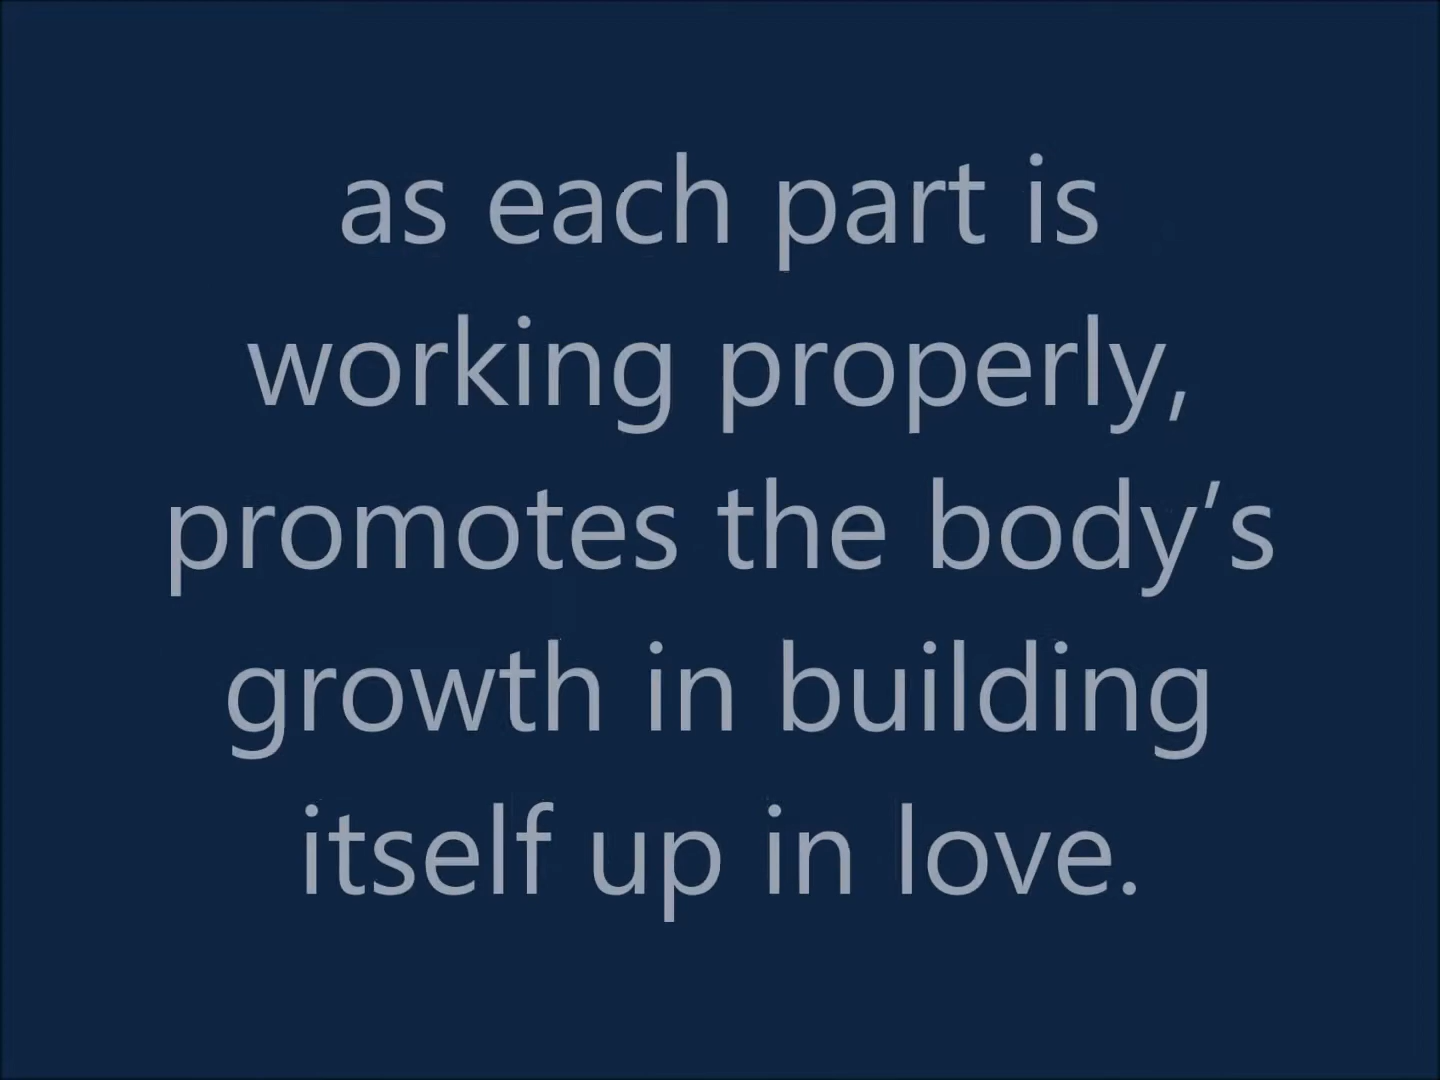 as each part is
working properly,
promotes the body’s
growth in building
itself up in love.